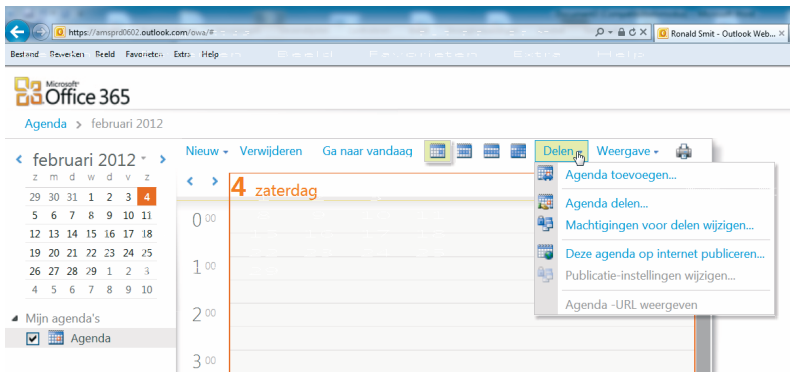 https://amsprd0602.outlook.com/owa/#
Ronald Smit - Outlook Web...
Bestand Bewerken Beeld Favorieten Extra Help
Microsoft
Office 365
Agenda > februari 2012
februari 2012
Nieuw Verwijderen Ga naar vandaag Delen Weergave
z m d w d v z
29 30 31 1 2 3 4
5 6 7 8 9 10 11
12 13 14 15 16 17 18
19 20 21 22 23 24 25
26 27 28 29 1 2 3
4 5 6 7 8 9 10
Mijn agenda's
Agenda
4 zaterdag
0 00
1 00
2 00
3 00
Agenda toevoegen...
Agenda delen...
Machtigingen voor delen wijzigen...
Deze agenda op internet publiceren...
Publicatie-instellingen wijzigen...
Agenda -URL weergeven